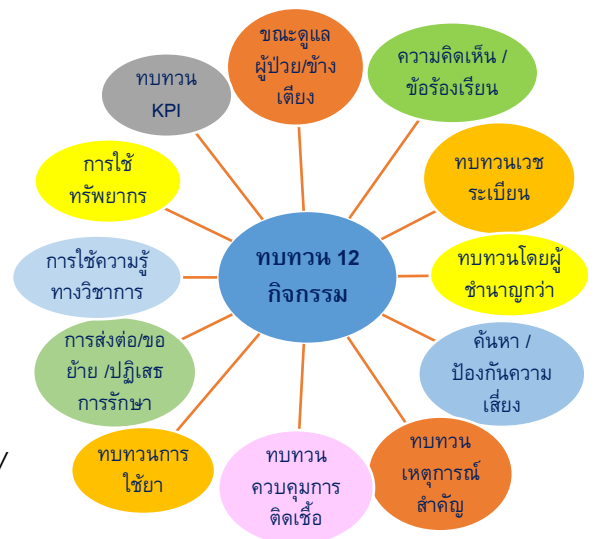 ทบทวน 12
กิจกรรม
ขณะดูแล
ผู้ป่วย/ข้าง
เตียง
ความคิดเห็น /
ข้อร้องเรียน
ทบทวนเวช
ระเบียน
ทบทวนโดยผู้
ชำนาญกว่า
ค้นหา /
ป้องกันความ
เสี่ยง
ทบทวน
เหตุการณ์
สำคัญ
ทบทวน
ควบคุมการ
ติดเชื้อ
ทบทวนการ
ใช้ยา
การส่งต่อ/ขอ
ย้าย /ปฏิเสธ
การรักษา
การใช้ความรู้
ทางวิชาการ
การใช้
ทรัพยากร
ทบทวน
KPI
/